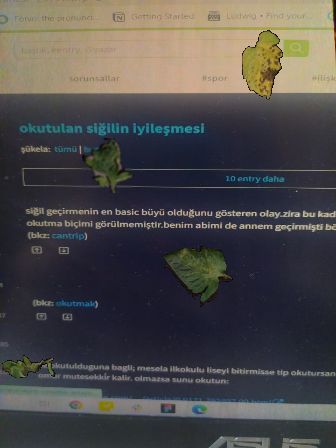 Forvo: the pronunci...
Getting Started
Ludwig • Find your...
başlık, #entry, @yazar
sorunsallar
#spor
#ilişk
okutulan siğilin iyileşmesi
şükela: tümü |
10 entry daha
siğil geçirmenin en basic büyü olduğunu gösteren olay.zira bu kad
okutma biçimi görülmemiştir.benim abimi de annem geçirmişti
(bkz: cantrip)
(bkz: okutmak)
okutulduguna bagli; mesela ilkokulu liseyi bitirmisse tip okutursan
omur mutesekkir kalir. olmazsa sunu okutun: